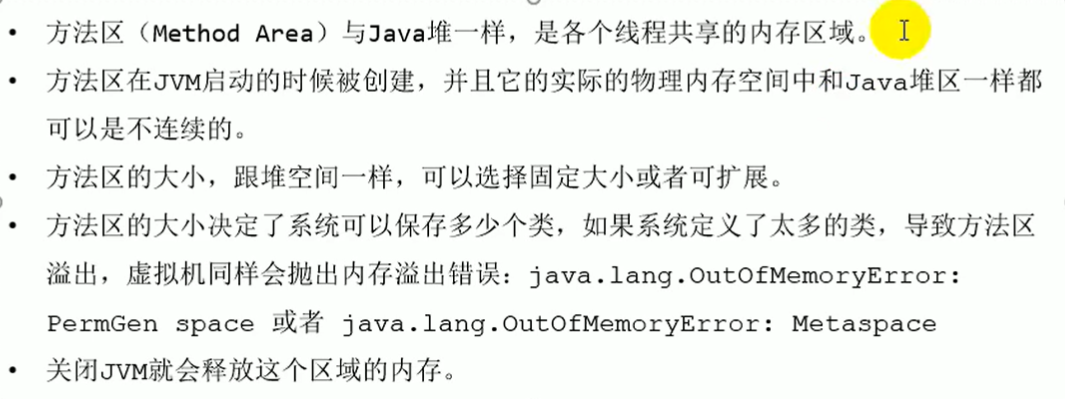 • 方法区（Method Area）与Java堆一样，是各个线程共享的内存区域。
• 方法区在JVM启动的时候被创建，并且它的实际的物理内存空间中和Java堆区一样都
可以是不连续的。
• 方法区的大小，跟堆空间一样，可以选择固定大小或者可扩展。
• 方法区的大小决定了系统可以保存多少个类，如果系统定义了太多的类，导致方法区
溢出，虚拟机同样会抛出内存溢出错误：java.lang.OutOfMemoryError:
PermGen space 或者 java.lang.OutOfMemoryError: Metaspace
• 关闭JVM就会释放这个区域的内存。